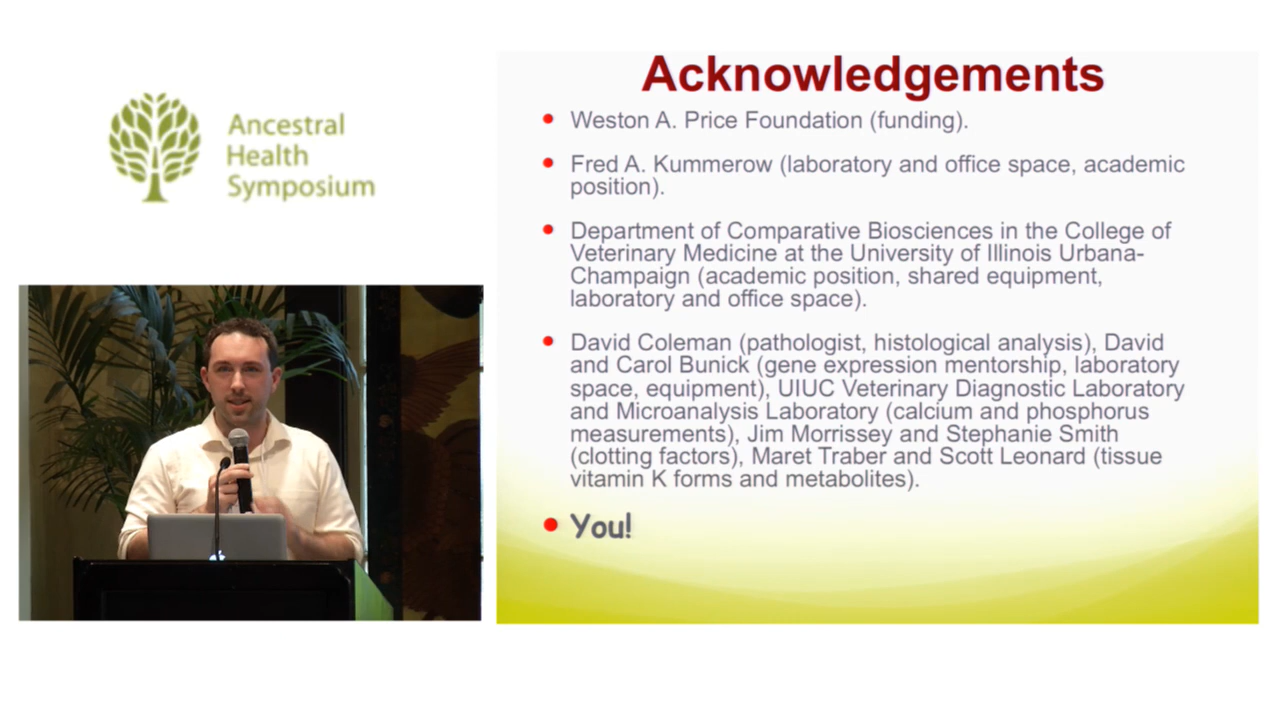 Ancestral
Health
Symposium
Acknowledgements
Weston A. Price Foundation (funding).
Fred A. Kummerow (laboratory and office space, academic
position).
Department of Comparative Biosciences in the College of
Veterinary Medicine at the University of Illinois Urbana-
Champaign (academic position, shared equipment,
laboratory and office space).
David Coleman (pathologist, histological analysis), David
and Carol Bunick (gene expression mentorship, laboratory
space, equipment), UIUC Veterinary Diagnostic Laboratory
and Microanalysis Laboratory (calcium and phosphorus
measurements), Jim Morrissey and Stephanie Smith
(clotting factors), Maret Traber and Scott Leonard (tissue
vitamin K forms and metabolites).
You!